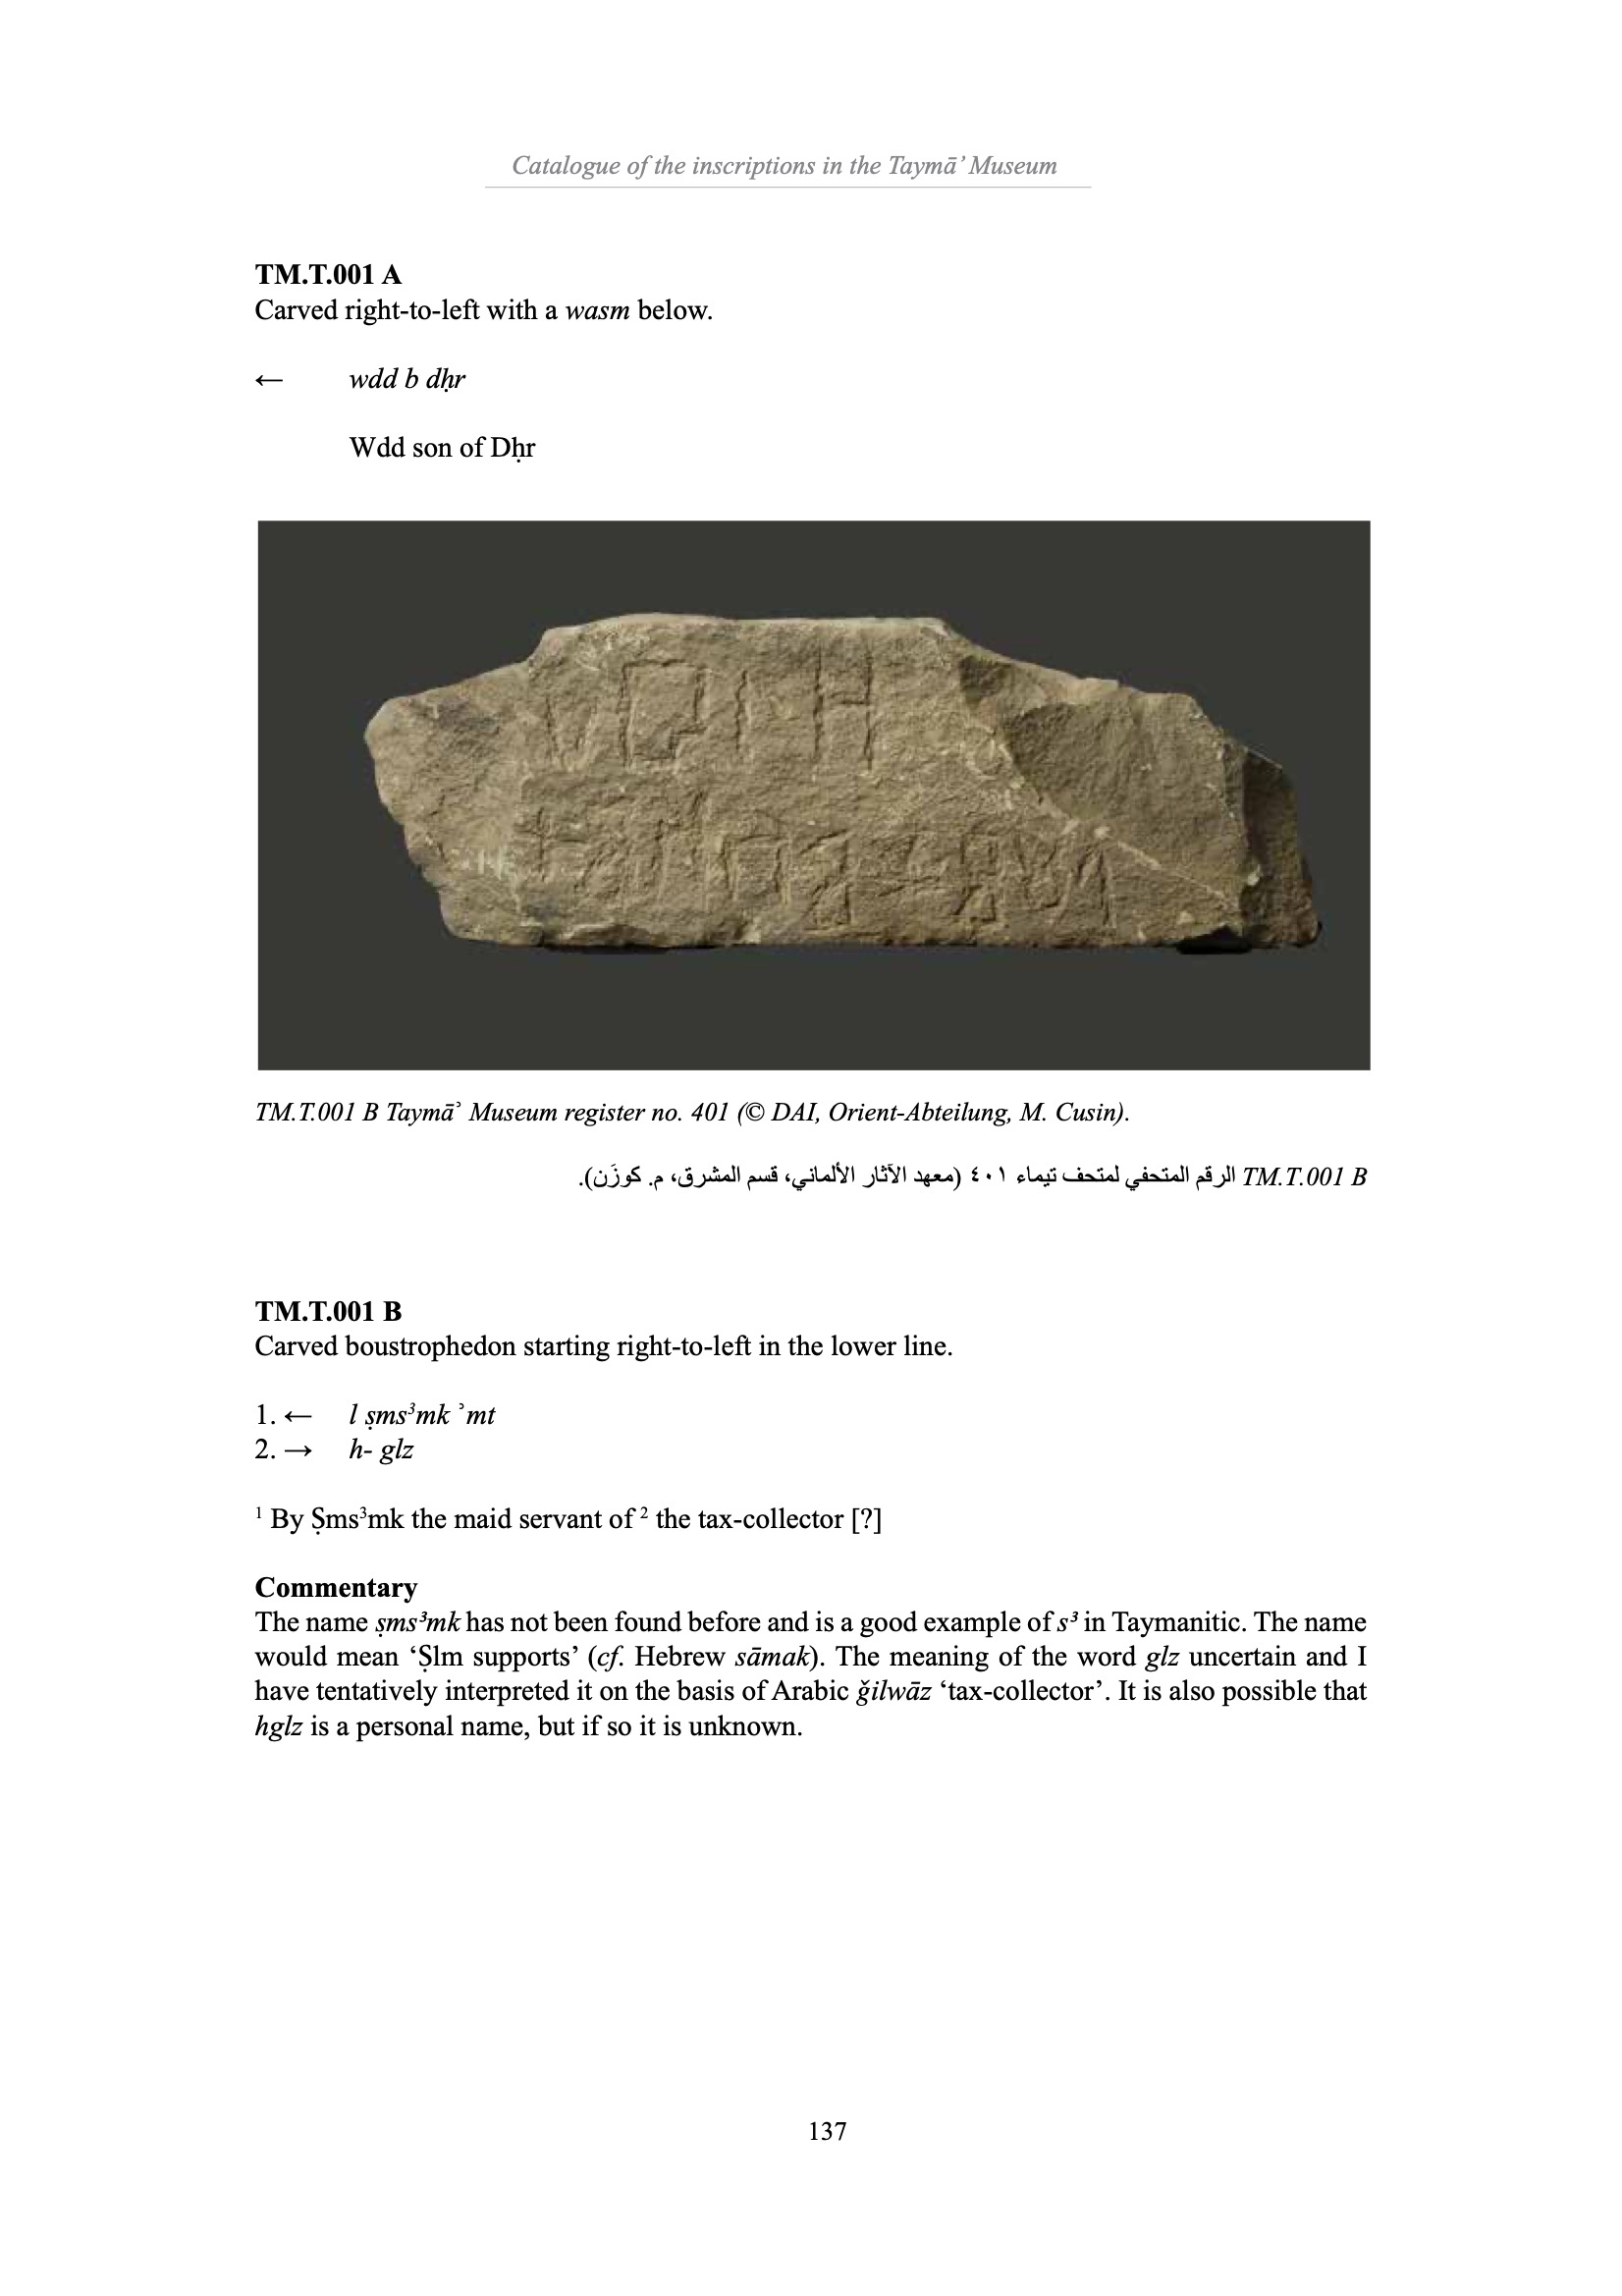 Catalogue of the inscriptions in the Taymā’ Museum
TM.T.001 A
Carved right-to-left with a wasm below.
← wdd b dḥr
Wdd son of Dḥr
TM.T.001 B Taymāʾ Museum register no. 401 (© DAI, Orient-Abteilung, M. Cusin).
TM.T.001 B الرقم المتحفي لمتحف تيماء ٤٠١ (معهد الآثار الألماني، قسم المشرق، م. كوزَن).
TM.T.001 B
Carved boustrophedon starting right-to-left in the lower line.
1. ← l ṣms³mk ʾmt
2. → h- glz
¹ By Ṣms³mk the maid servant of ² the tax-collector [?]
Commentary
The name ṣms³mk has not been found before and is a good example of s³ in Taymanitic. The name
would mean ‘Ṣlm supports’ (cf. Hebrew sāmak). The meaning of the word glz uncertain and I
have tentatively interpreted it on the basis of Arabic ǧilwāz ‘tax-collector’. It is also possible that
hglz is a personal name, but if so it is unknown.
137